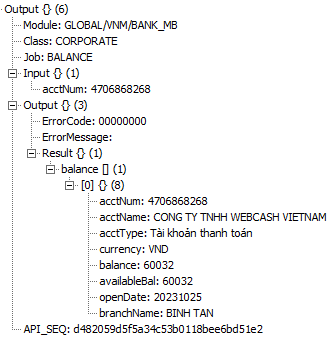 Output {} (6)
Module: GLOBAL/VNM/BANK_MB
Class: CORPORATE
Job: BALANCE
Input {} (1)
acctNum: 4706868268
Output {} (3)
ErrorCode: 00000000
ErrorMessage:
Result {} (1)
balance [] (1)
[0] {} (8)
acctNum: 4706868268
acctName: CONG TY TNHH WEBCASH VIETNAM
acctType: Tài khoản thanh toán
currency: VND
balance: 60032
availableBal: 60032
openDate: 20231025
branchName: BINH TAN
API_SEQ: d482059d5f5a34c53b0118bee6bd51e2